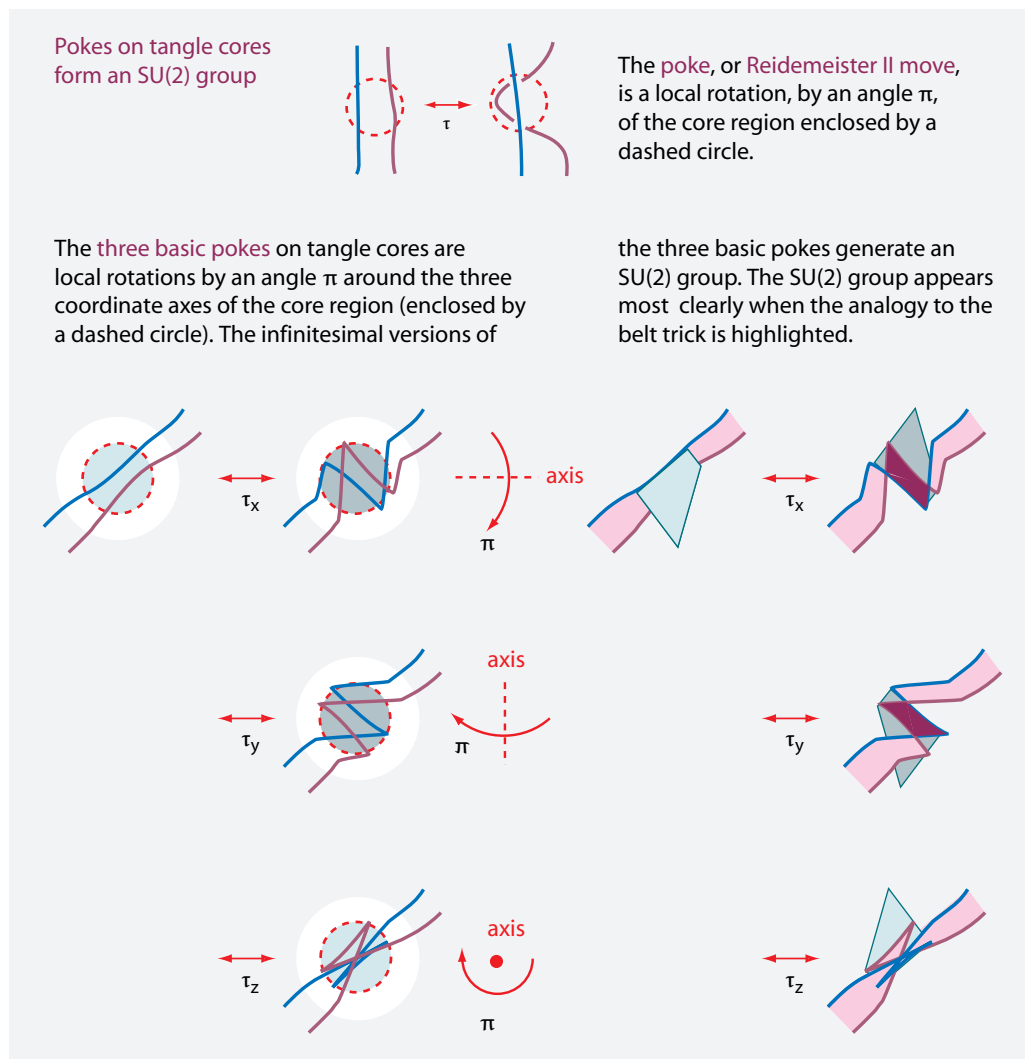 Pokes on tangle cores
form an SU(2) group
τ
The poke, or Reidemeister II move,
is a local rotation, by an angle π,
of the core region enclosed by a
dashed circle.
The three basic pokes on tangle cores are
local rotations by an angle π around the three
coordinate axes of the core region (enclosed by
a dashed circle). The infinitesimal versions of
the three basic pokes generate an
SU(2) group. The SU(2) group appears
most clearly when the analogy to the
belt trick is highlighted.
τx
axis
π
τx
τy
axis
π
τy
τz
axis
π
τz